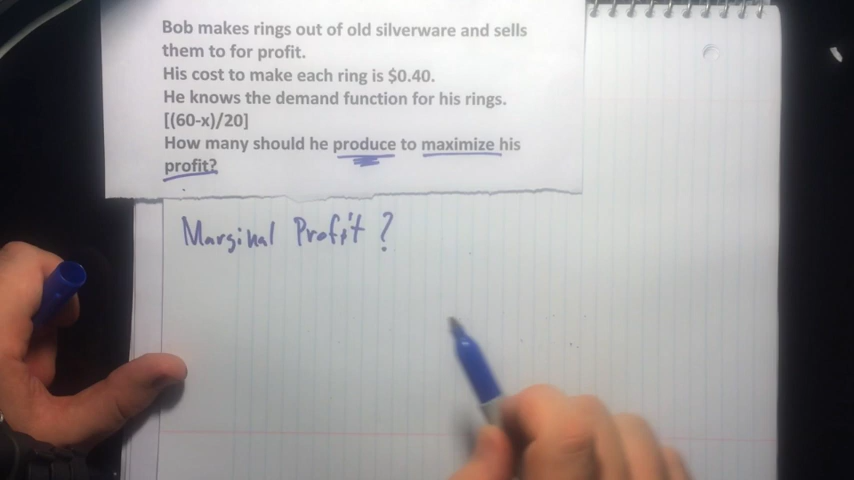 Bob makes rings out of old silverware and sells
them to for profit.
His cost to make each ring is $0.40.
He knows the demand function for his rings.
[(60-x)/20]
How many should he produce to maximize his
profit?
Marginal Profit ?